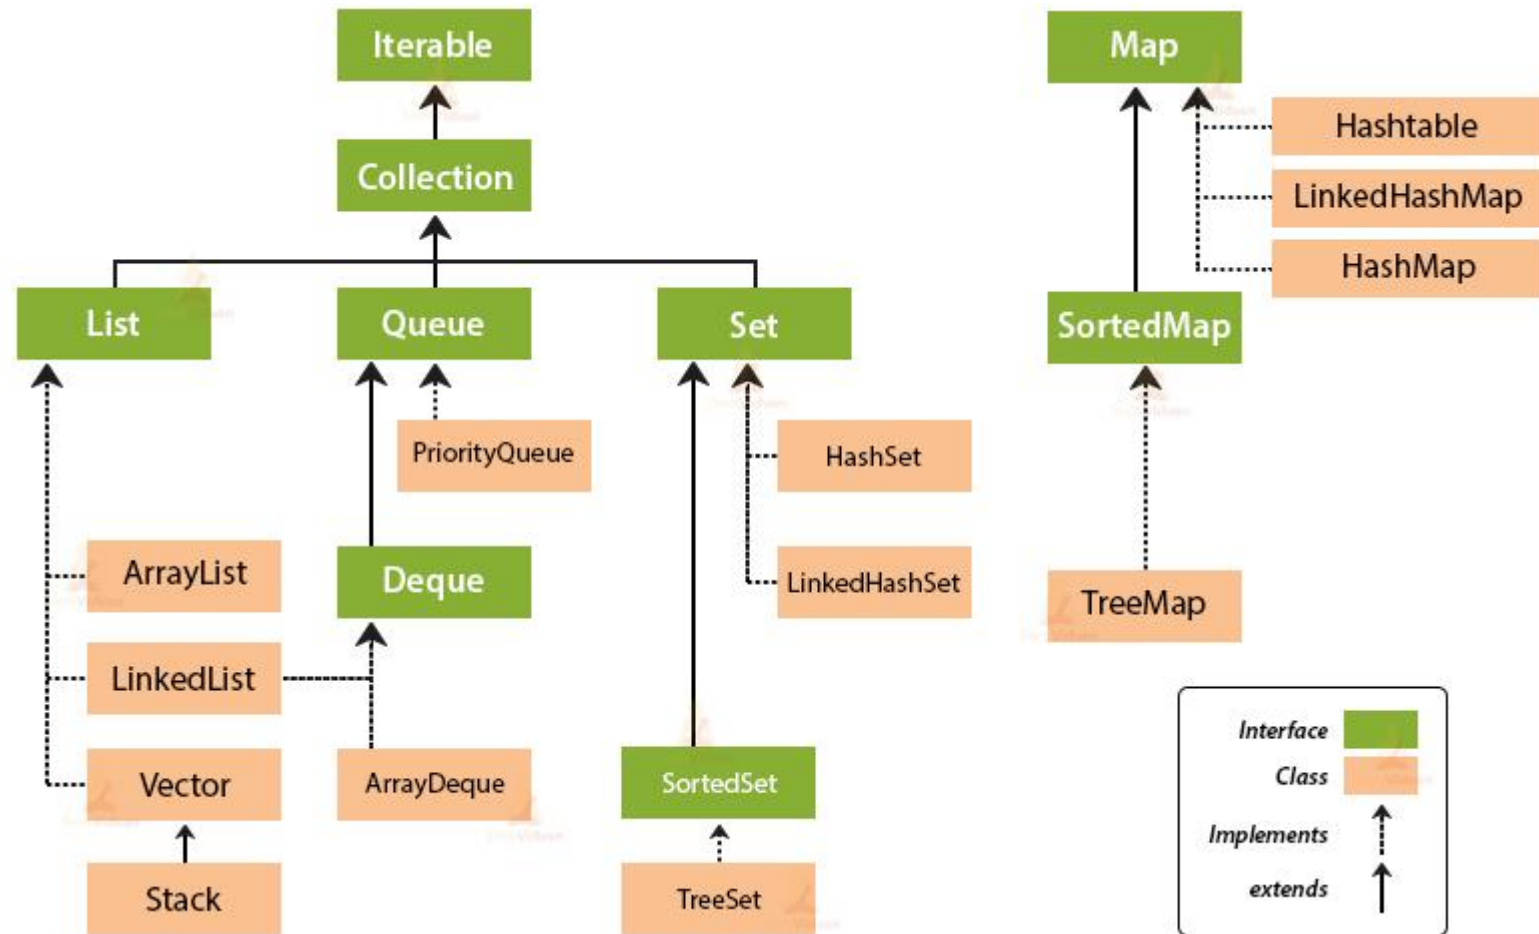 Iterable
Map
Hashtable
Collection
LinkedHashMap
HashMap
List
Queue
Set
SortedMap
PriorityQueue
HashSet
ArrayList
Deque
LinkedHashSet
TreeMap
LinkedList
Interface
Vector
ArrayDeque
SortedSet
Class
Implements
Stack
TreeSet
extends